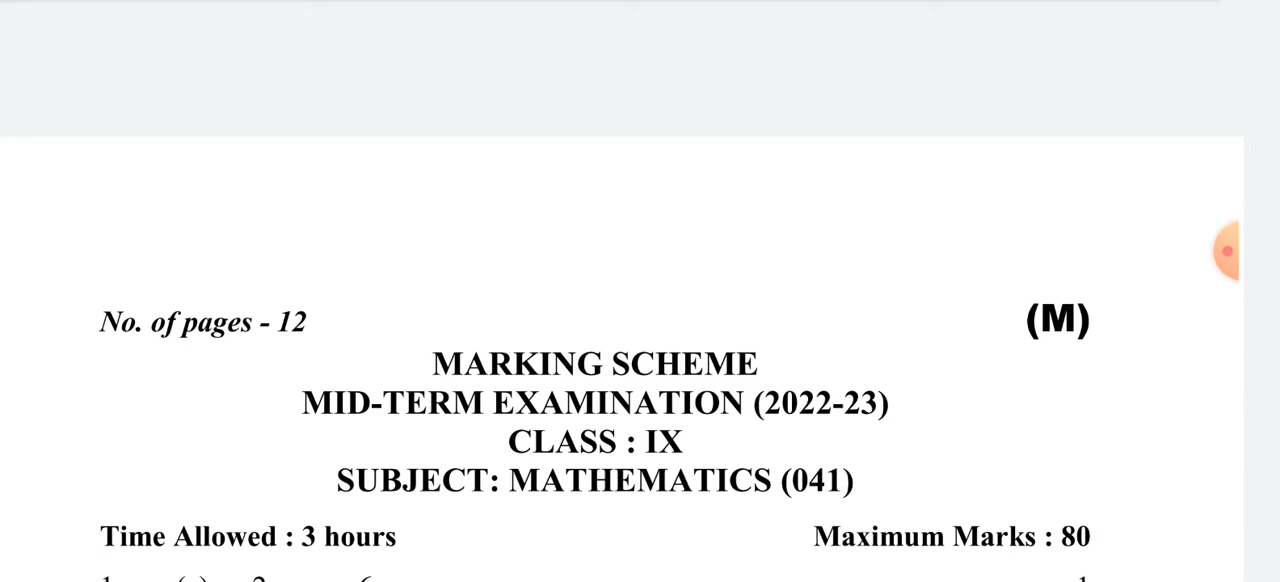 No. of pages - 12 (M)
MARKING SCHEME
MID-TERM EXAMINATION (2022-23)
CLASS : IX
SUBJECT: MATHEMATICS (041)
Time Allowed : 3 hours Maximum Marks : 80